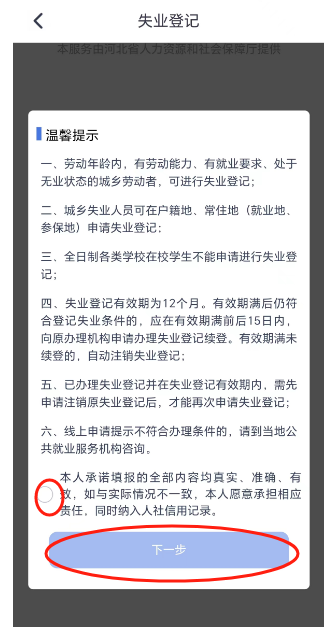 失业登记
本服务由河北省人力资源和社会保障厅提供
温馨提示
一、劳动年龄内，有劳动能力、有就业要求、处于
无业状态的城乡劳动者，可进行失业登记；
二、城乡失业人员可在户籍地、常住地（就业地、
参保地）申请失业登记；
三、全日制各类学校在校学生不能申请进行失业登
记；
四、失业登记有效期为12个月。有效期满后仍符
合登记失业条件的，应在有效期满前后15日内，
向原办理机构申请办理失业登记续登。有效期满未
续登的，自动注销失业登记；
五、已办理失业登记并在失业登记有效期内，需先
申请注销原失业登记后，才能再次申请失业登记；
六、线上申请提示不符合办理条件的，请到当地公
共就业服务机构咨询。
本人承诺填报的全部内容均真实、准确、有
效，如与实际情况不一致，本人愿意承担相应
责任，同时纳入人社信用记录。
下一步